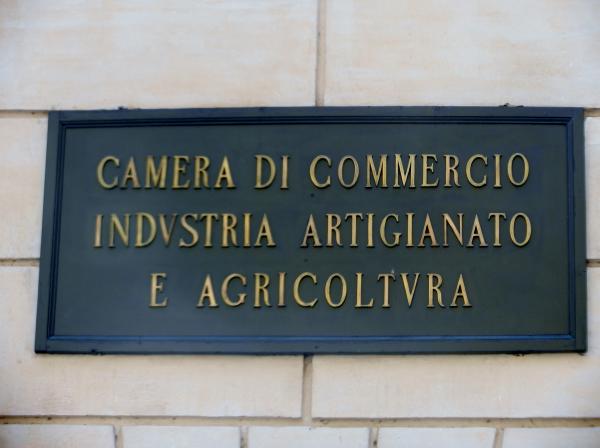 CAMERA DI COMMERCIO
INDVSTRIA ARTIGIANATO
E AGRICOLTVRA